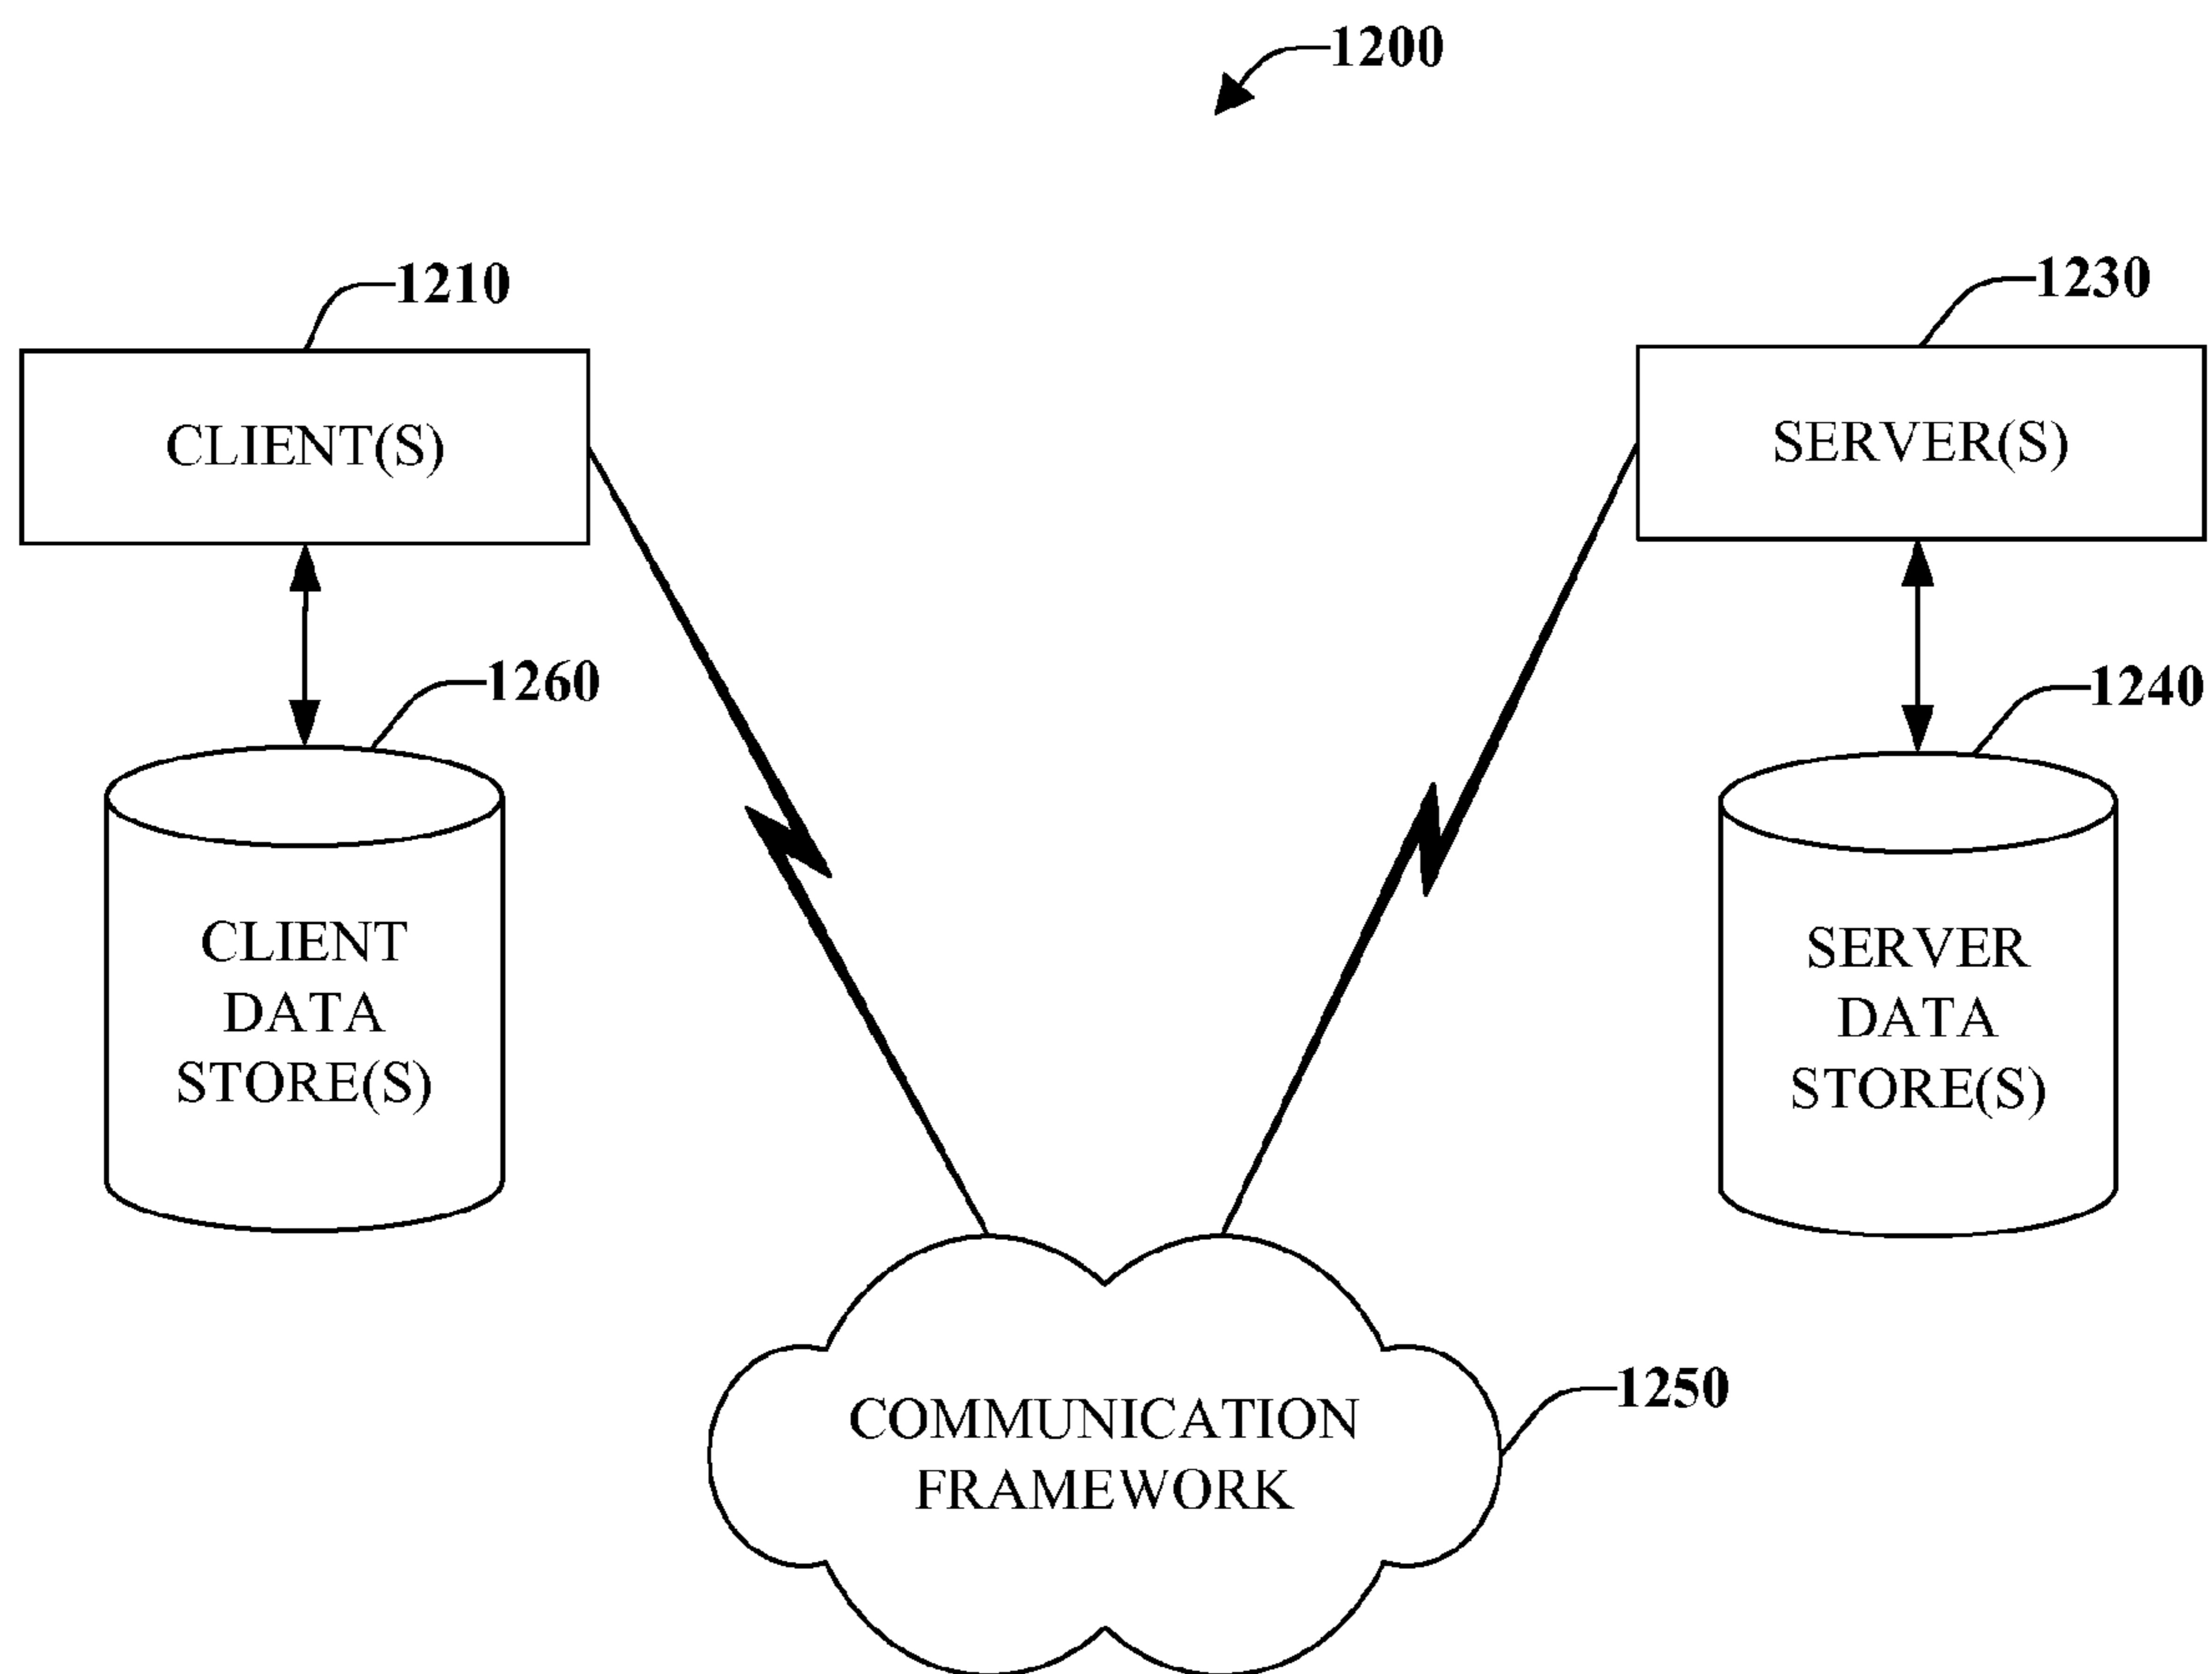 1200
1210
1230
CLIENT(S)
SERVER(S)
1260
1240
CLIENT
DATA
STORE(S)
SERVER
DATA
STORE(S)
1250
COMMUNICATION
FRAMEWORK